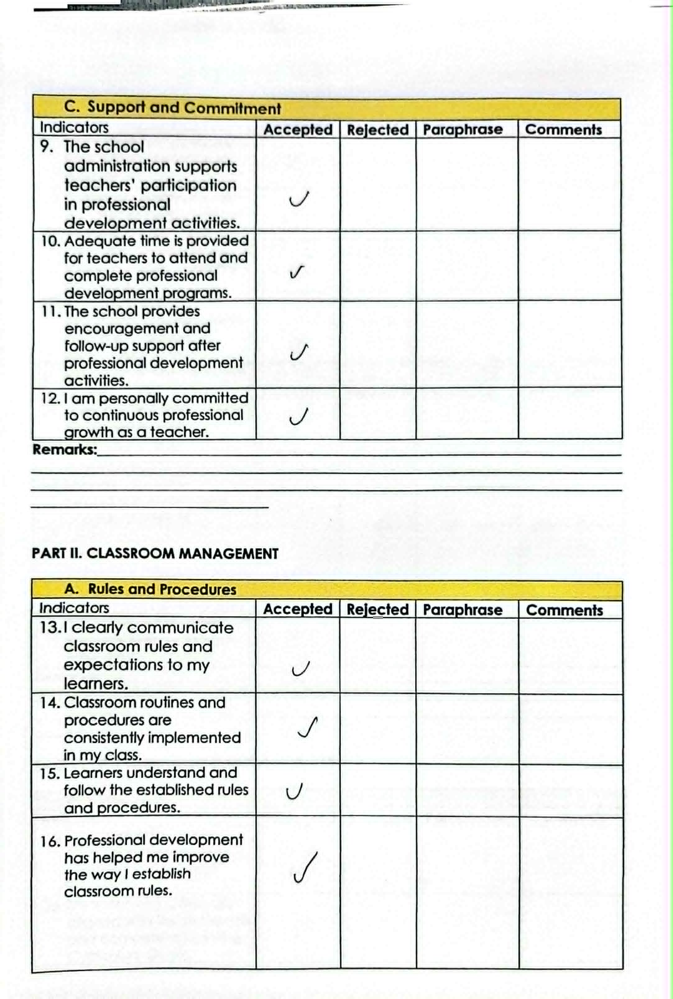 C. Support and Commitment
Indicators Accepted Rejected Paraphrase Comments
9. The school
administration supports
teachers' participation
in professional
development activities.
✓
10. Adequate time is provided
for teachers to attend and
complete professional
development programs.
✓
11. The school provides
encouragement and
follow-up support after
professional development
activities.
✓
12. I am personally committed
to continuous professional
growth as a teacher.
✓
Remarks:
PART II. CLASSROOM MANAGEMENT
A. Rules and Procedures
Indicators Accepted Rejected Paraphrase Comments
13. I clearly communicate
classroom rules and
expectations to my
learners.
✓
14. Classroom routines and
procedures are
consistently implemented
in my class.
✓
15. Learners understand and
follow the established rules
and procedures.
✓
16. Professional development
has helped me improve
the way I establish
classroom rules.
✓